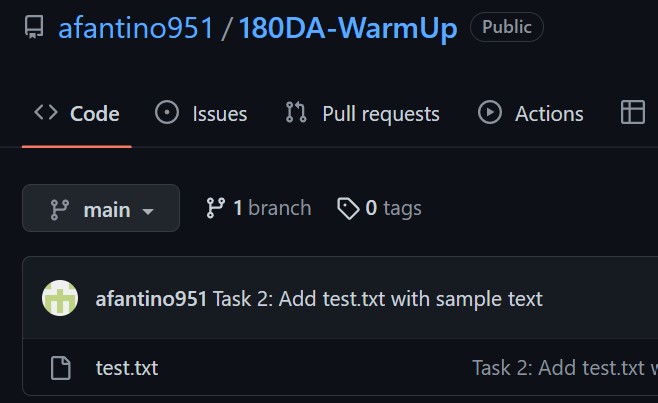 afantino951 / 180DA-WarmUp Public
Code Issues Pull requests Actions
main 1 branch 0 tags
afantino951 Task 2: Add test.txt with sample text
test.txt Task 2: Add test.txt